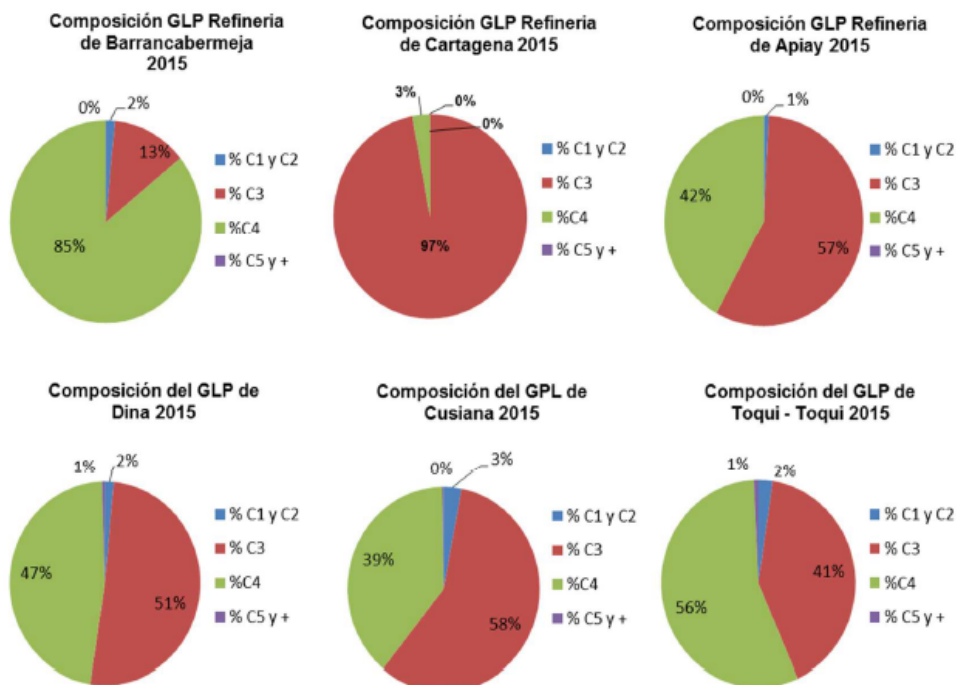 Composición GLP Refineria
de Barrancabermeja
2015
0%
2%
13%
85%
% C1 y C2
% C3
%C4
% C5 y +
Composición GLP Refineria
de Cartagena 2015
3%
0%
0%
97%
% C1 y C2
% C3
%C4
% C5 y +
Composición GLP Refineria
de Apiay 2015
0%
1%
42%
57%
% C1 y C2
% C3
%C4
% C5 y +
Composición del GLP de
Dina 2015
1%
2%
47%
51%
% C1 y C2
% C3
%C4
% C5 y +
Composición del GPL de
Cusiana 2015
0%
3%
39%
58%
% C1 y C2
% C3
%C4
% C5 y +
Composición del GLP de
Toqui - Toqui 2015
1%
2%
41%
56%
% C1 y C2
% C3
%C4
% C5 y +